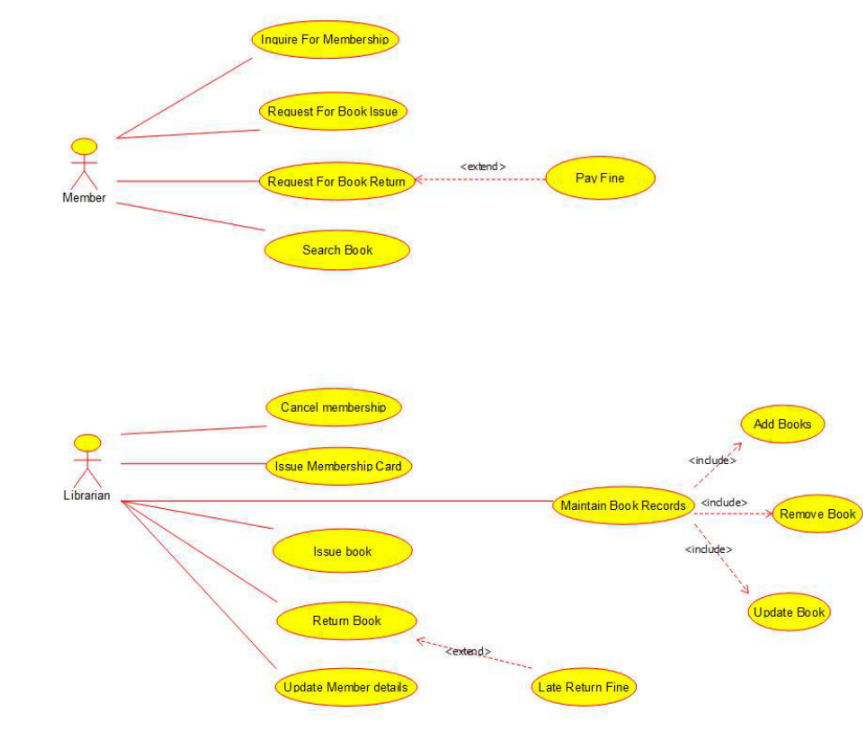 Inquire For Membership
Request For Book Issue
<extend>
Request For Book Return
Pay Fine
Member
Search Book
Cancel membership
Add Books
Issue Membership Card
<include>
Librarian
Maintain Book Records
<include>
Remove Book
Issue book
<include>
Return Book
Update Book
<extend>
Update Member details
Late Return Fine